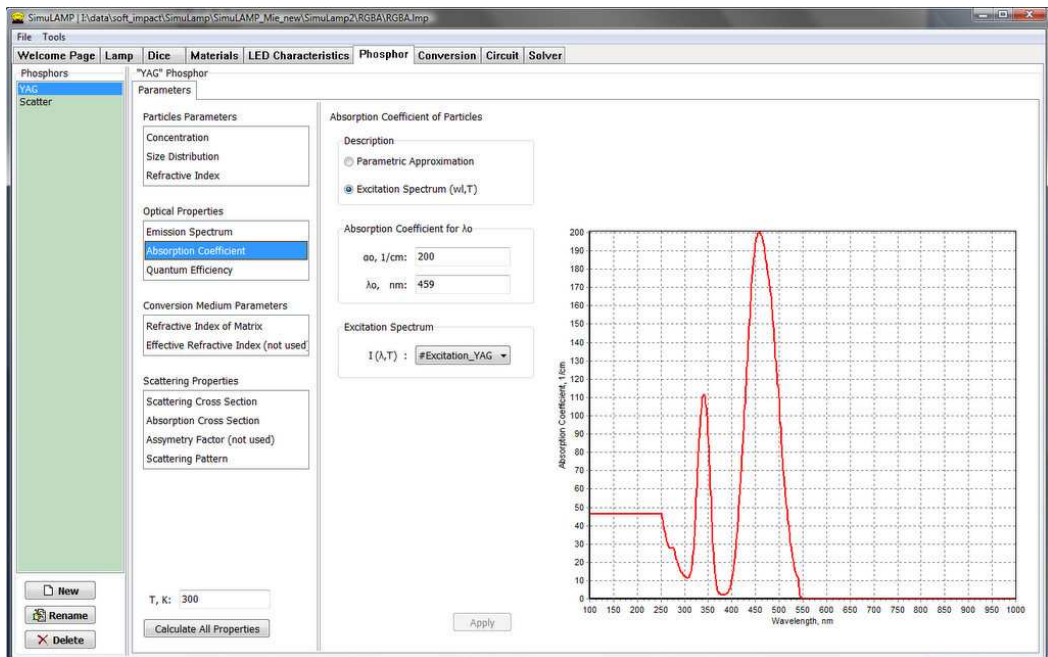 SimuLAMP | I:\data\soft_impact\SimuLamp\SimuLAMP_Mie_new\SimuLamp2\RGBA\RGBA.lmp
File Tools
Welcome Page Lamp Dice Materials LED Characteristics Phosphor Conversion Circuit Solver
Phosphors
YAG
Scatter
New
Rename
Delete
"YAG" Phosphor
Parameters
Particles Parameters
Concentration
Size Distribution
Refractive Index
Optical Properties
Emission Spectrum
Absorption Coefficient
Quantum Efficiency
Conversion Medium Parameters
Refractive Index of Matrix
Effective Refractive Index (not used
Scattering Properties
Scattering Cross Section
Absorption Cross Section
Assymetry Factor (not used)
Scattering Pattern
T, K: 300
Calculate All Properties
Absorption Coefficient of Particles
Description
Parametric Approximation
Excitation Spectrum (wl,T)
Absorption Coefficient for λo
αo, 1/cm: 200
λo, nm: 459
Excitation Spectrum
I (λ,T) : #Excitation_YAG
Apply
Absorption Coefficient, 1/cm
200
190
180
170
160
150
140
130
120
110
100
90
80
70
60
50
40
30
20
10
0
100 150 200 250 300 350 400 450 500 550 600 650 700 750 800 850 900 950 1000
Wavelength, nm